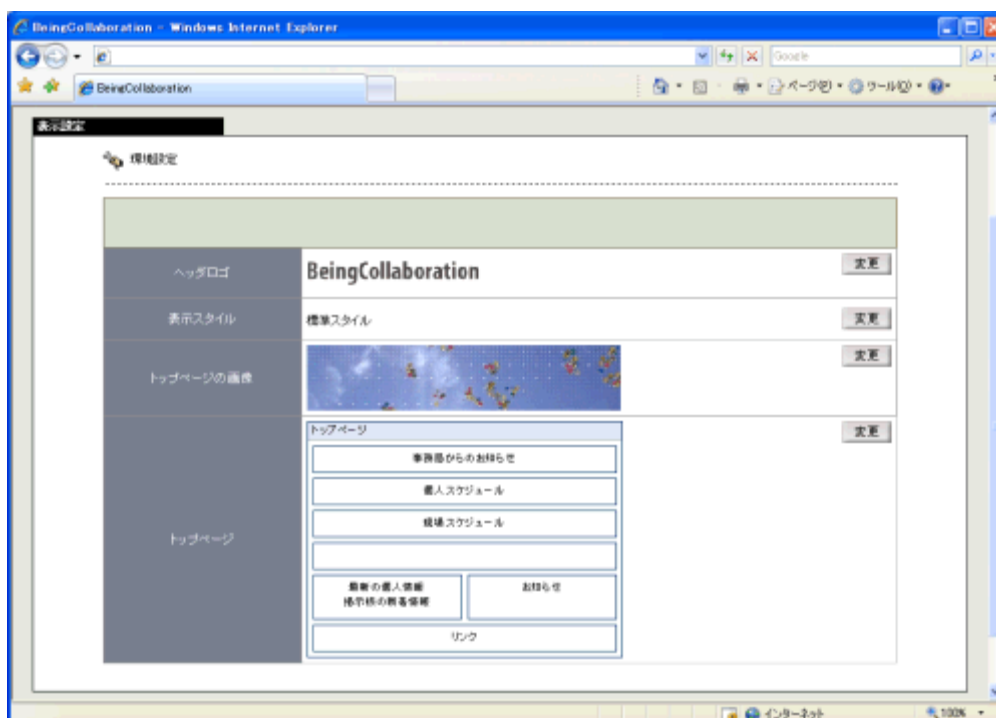 BeingCollaboration - Windows Internet Explorer
Google
BeingCollaboration
ページ(P)
ツール(O)
表示設定
環境設定
ヘッダロゴ
BeingCollaboration
変更
表示スタイル
標準スタイル
変更
トップページの画像
変更
トップページ
トップページ
変更
事務局からのお知らせ
個人スケジュール
現場スケジュール
最新の個人情報
掲示板の新着情報
お知らせ
リンク
インターネット
100%